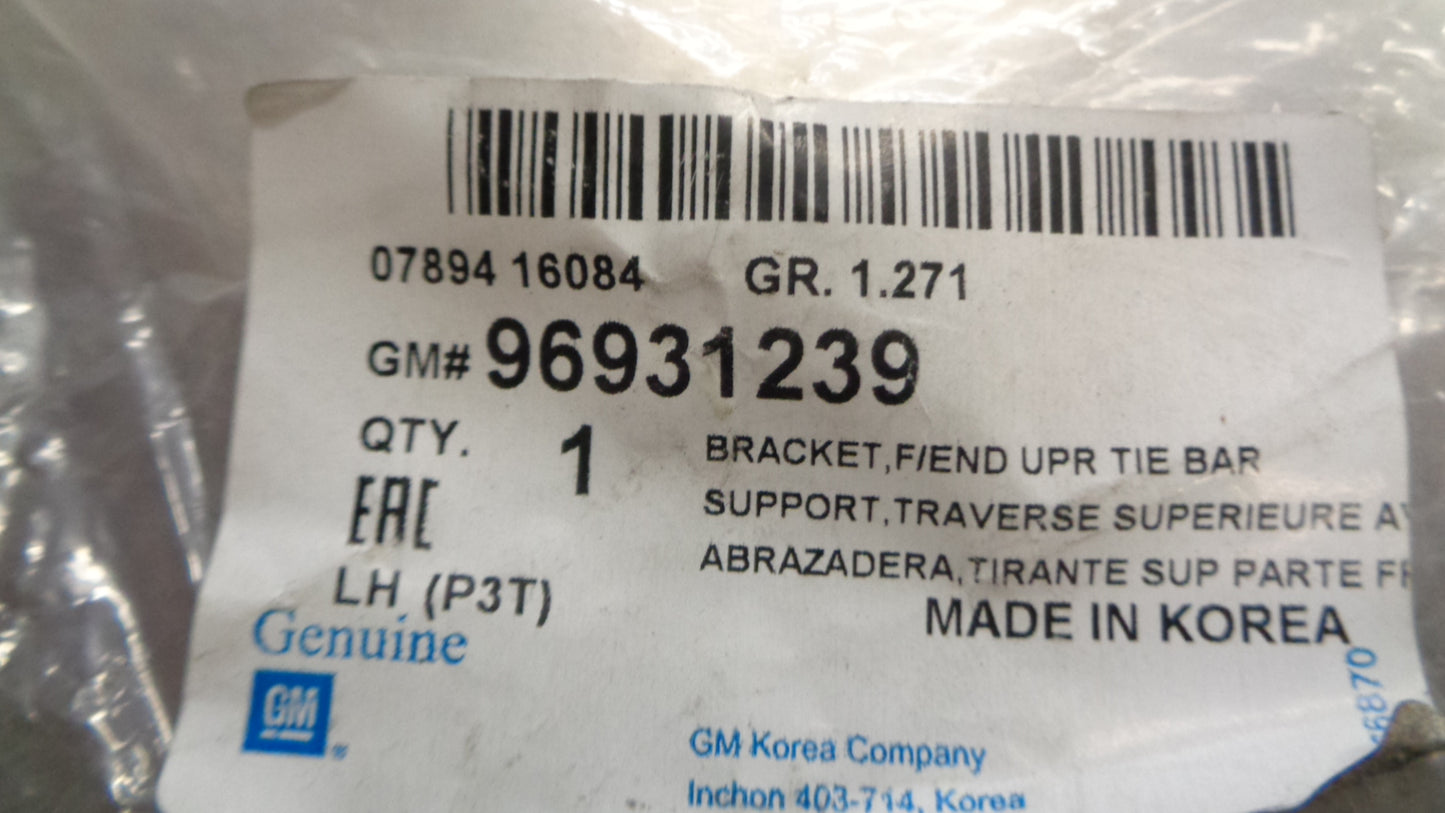 07894 16084 GR. 1.271
GM# 96931239
QTY. 1
BRACKET,F/END UPR TIE BAR
SUPPORT,TRAVERSE SUPERIEURE
ABRAZADERA,TIRANTE SUP PARTE
EAC
LH (P3T)
MADE IN KOREA
Genuine
GM ®
GM Korea Company
Inchon 403-714, Korea